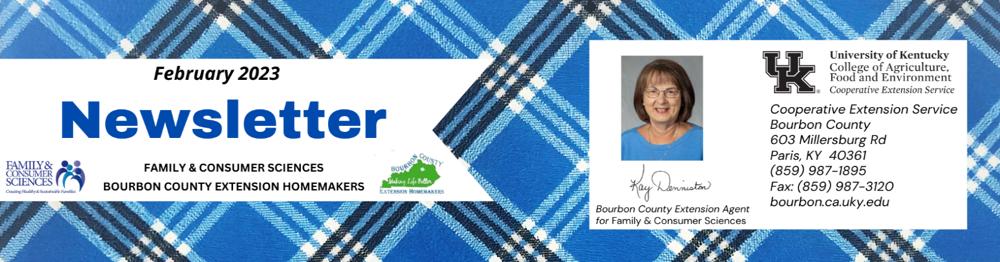 February 2023
Newsletter
FAMILY &
CONSUMER
SCIENCES
Creating Healthy & Sustainable Families
FAMILY & CONSUMER SCIENCES
BOURBON COUNTY EXTENSION HOMEMAKERS
BOURBON COUNTY
Making Life Better
EXTENSION HOMEMAKERS
Kay Denniston
Bourbon County Extension Agent
for Family & Consumer Sciences
UK®
University of Kentucky
College of Agriculture,
Food and Environment
Cooperative Extension Service
Cooperative Extension Service
Bourbon County
603 Millersburg Rd
Paris, KY  40361
(859) 987-1895
Fax: (859) 987-3120
bourbon.ca.uky.edu